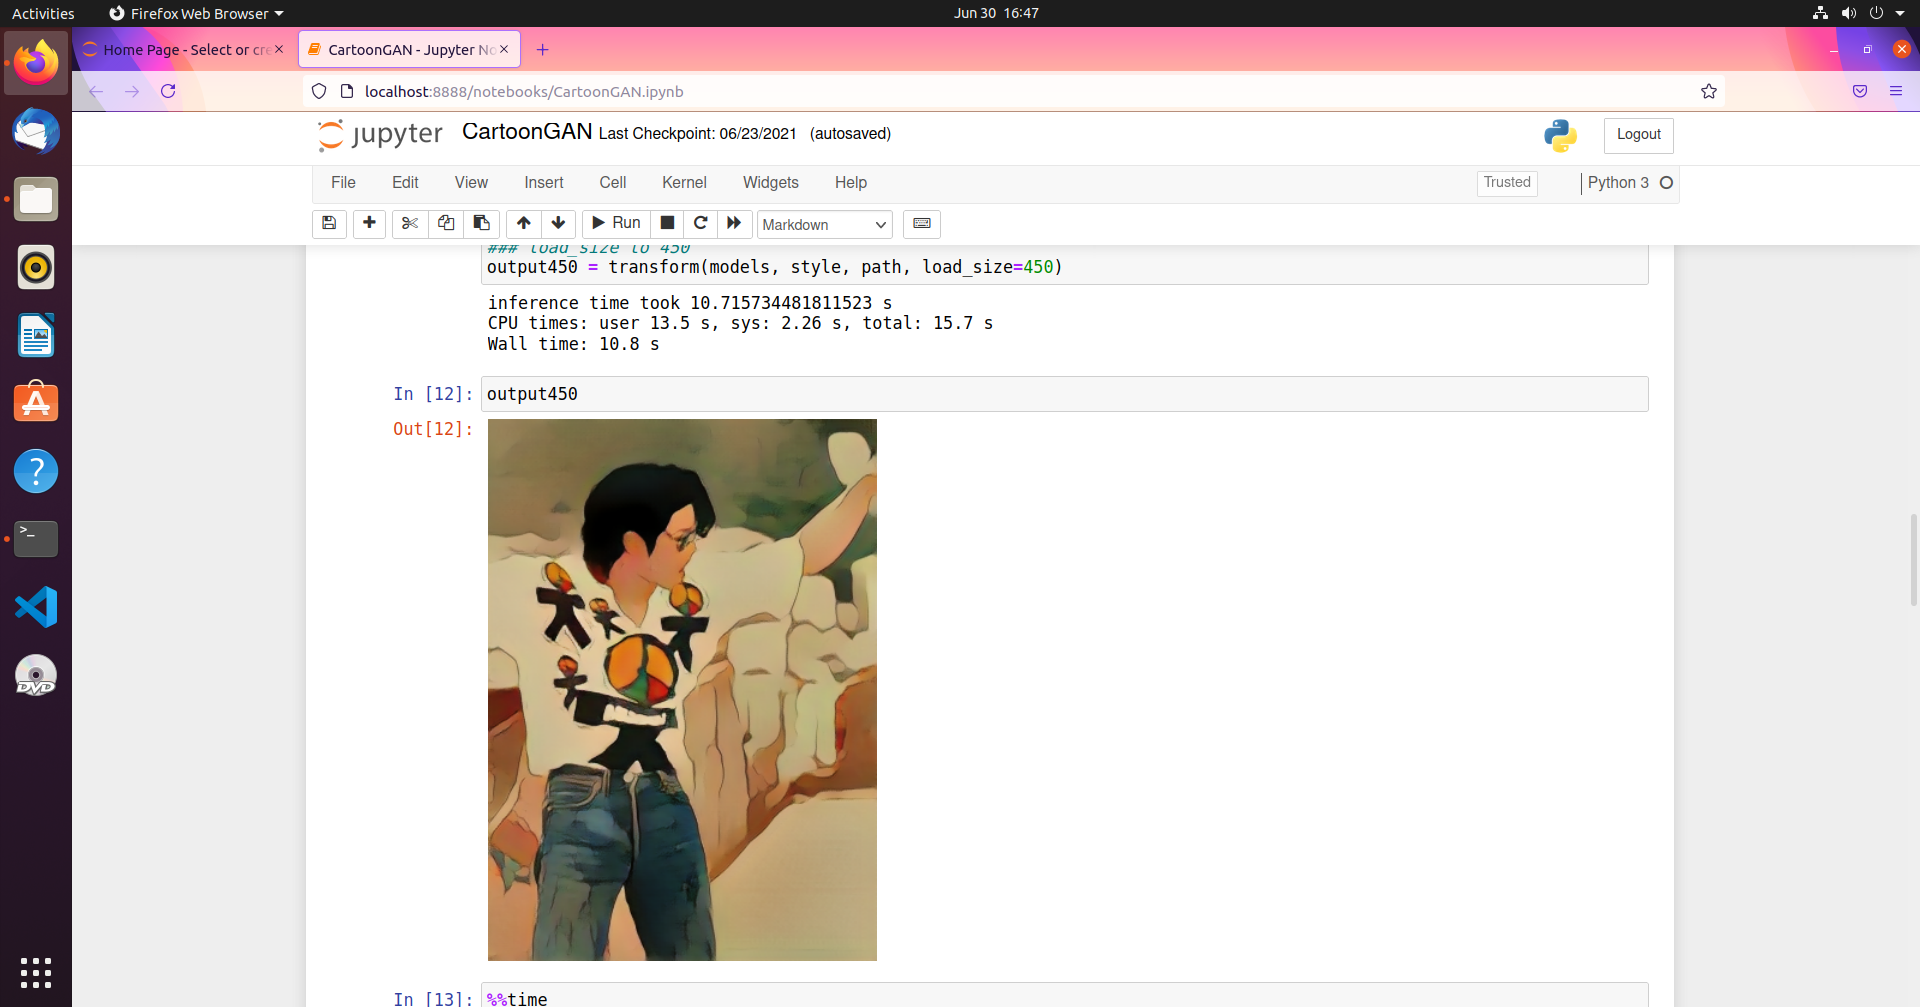 Activities
Firefox Web Browser
Jun 30 16:47
Home Page - Select or cre
CartoonGAN - Jupyter No
localhost:8888/notebooks/CartoonGAN.ipynb
jupyter CartoonGAN Last Checkpoint: 06/23/2021 (autosaved)
Logout
File Edit View Insert Cell Kernel Widgets Help
Trusted
Python 3
Run
Markdown
### load_size to 450
output450 = transform(models, style, path, load_size=450)
inference time took 10.715734481811523 s
CPU times: user 13.5 s, sys: 2.26 s, total: 15.7 s
Wall time: 10.8 s
In [12]: output450
Out[12]:
In [13]: %%time
>_
?
DVD